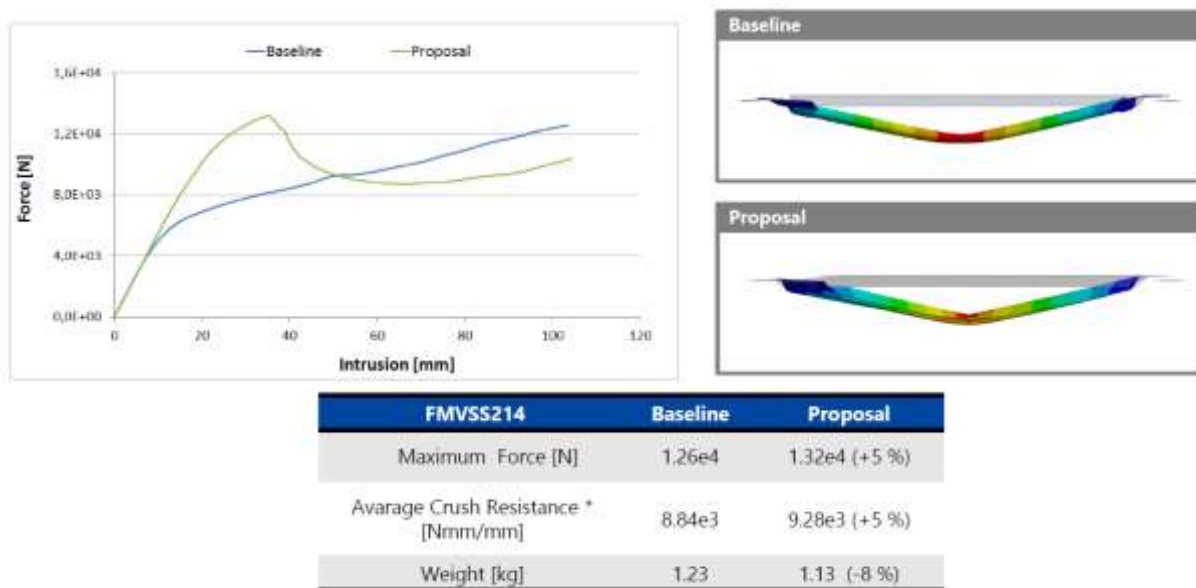 Baseline
Proposal
1,6E+04
1,2E+04
8,0E+03
4,0E+03
0,0E+00
0
20
40
60
80
100
120
Force [N]
Intrusion [mm]
Baseline
Proposal
FMVSS214 Baseline Proposal
Maximum Force [N] 1.26e4 1.32e4 (+5 %)
Avarage Crush Resistance *
[Nmm/mm] 8.84e3 9.28e3 (+5 %)
Weight [kg] 1.23 1.13 (-8 %)